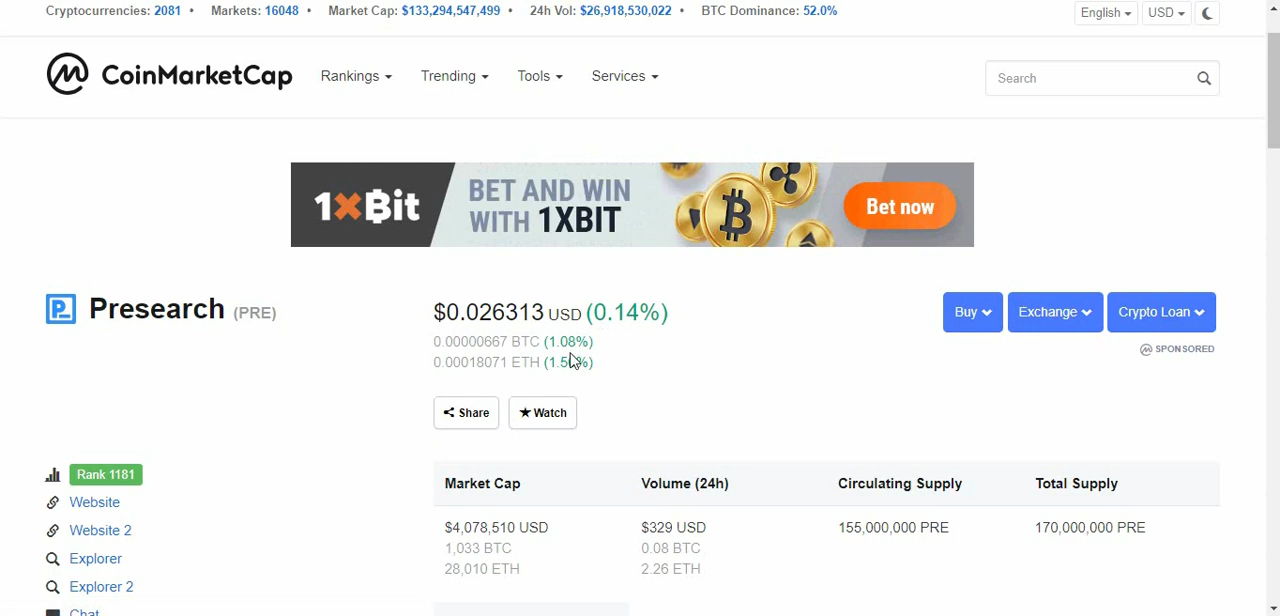 Cryptocurrencies: 2081 • Markets: 16048 • Market Cap: $133,294,547,499 • 24h Vol: $26,918,530,022 • BTC Dominance: 52.0%
English USD
CoinMarketCap Rankings Trending Tools Services Search
1XBit BET AND WIN WITH 1XBIT Bet now
Presearch (PRE)
$0.026313 USD (0.14%)
0.00000667 BTC (1.08%)
0.00018071 ETH
Buy Exchange Crypto Loan
SPONSORED
Share Watch
Rank 1181
Website
Website 2
Explorer
Explorer 2
Chat
Market Cap Volume (24h) Circulating Supply Total Supply
$4,078,510 USD $329 USD 155,000,000 PRE 170,000,000 PRE
1,033 BTC 0.08 BTC
28,010 ETH 2.26 ETH